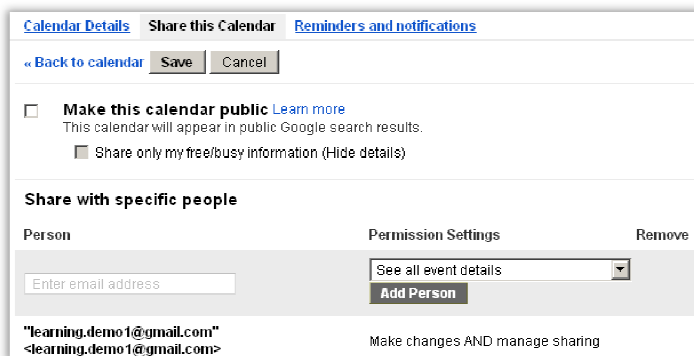 Calendar Details Share this Calendar Reminders and notifications
« Back to calendar Save Cancel
Make this calendar public Learn more
This calendar will appear in public Google search results.
Share only my free/busy information (Hide details)
Share with specific people
Person Permission Settings Remove
Enter email address See all event details
Add Person
"learning.demo1@gmail.com"
<learning.demo1@gmail.com> Make changes AND manage sharing